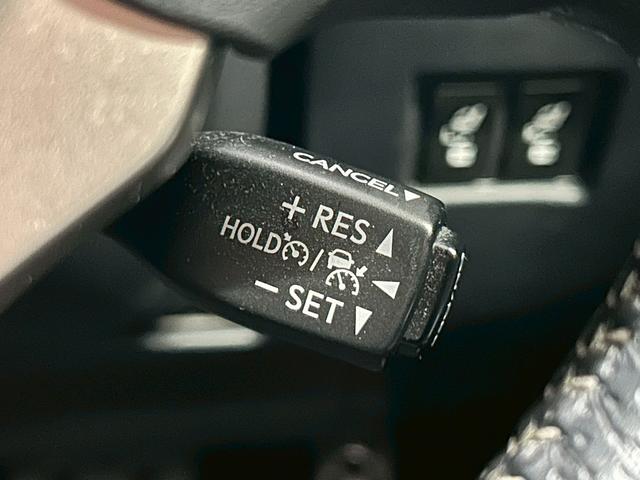 CANCEL▼
+ RES ▲
HOLD / ◀
− SET ▼